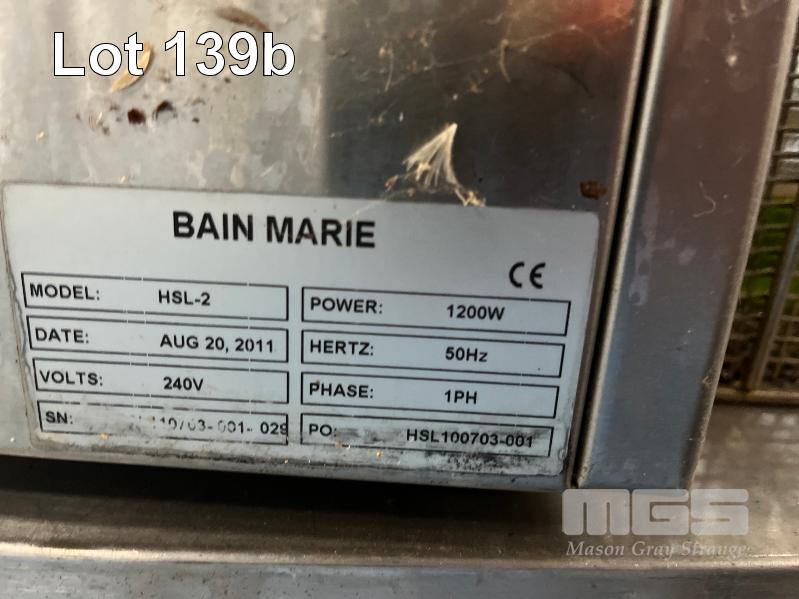 Lot 139b
BAIN MARIE
CE
MODEL: HSL-2
POWER: 1200W
DATE: AUG 20, 2011
HERTZ: 50Hz
VOLTS: 240V
PHASE: 1PH
SN:
PO: HSL100703-001
MGS
Mason Gray Strange